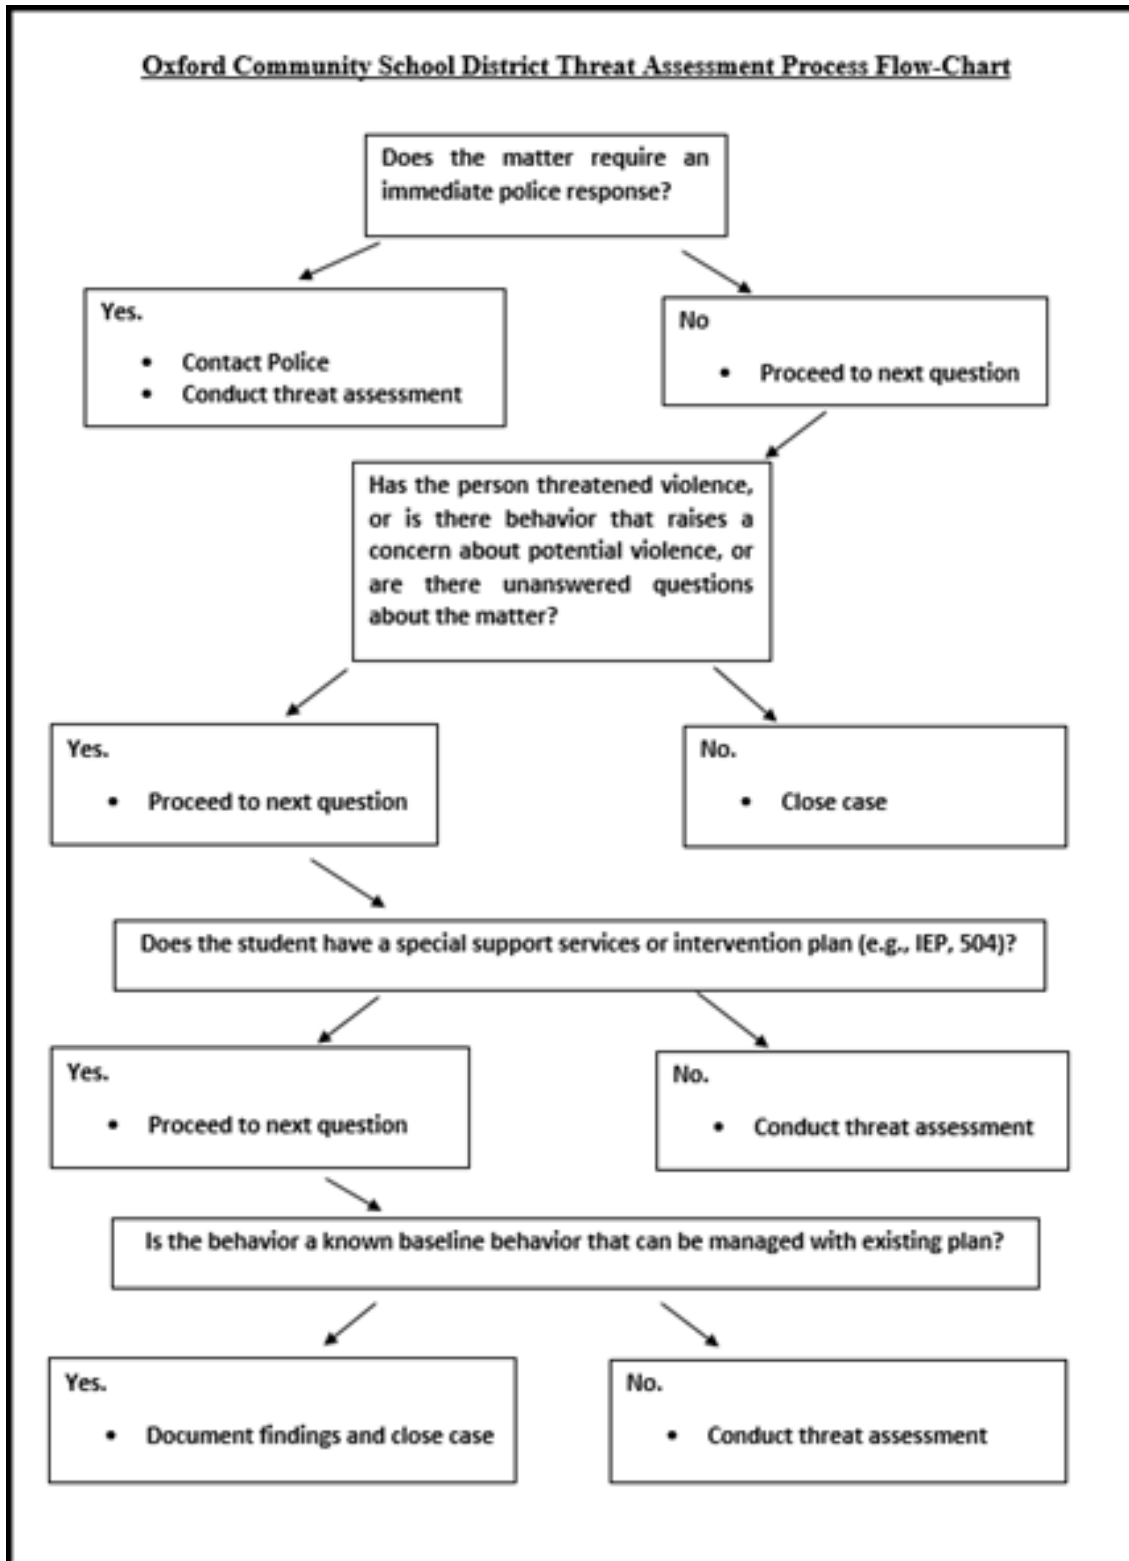 Oxford Community School District Threat Assessment Process Flow-Chart
Does the matter require an
immediate police response?
Yes.
• Contact Police
• Conduct threat assessment
No
• Proceed to next question
Has the person threatened violence,
or is there behavior that raises a
concern about potential violence, or
are there unanswered questions
about the matter?
Yes.
• Proceed to next question
No.
• Close case
Does the student have a special support services or intervention plan (e.g., IEP, 504)?
Yes.
• Proceed to next question
No.
• Conduct threat assessment
Is the behavior a known baseline behavior that can be managed with existing plan?
Yes.
• Document findings and close case
No.
• Conduct threat assessment